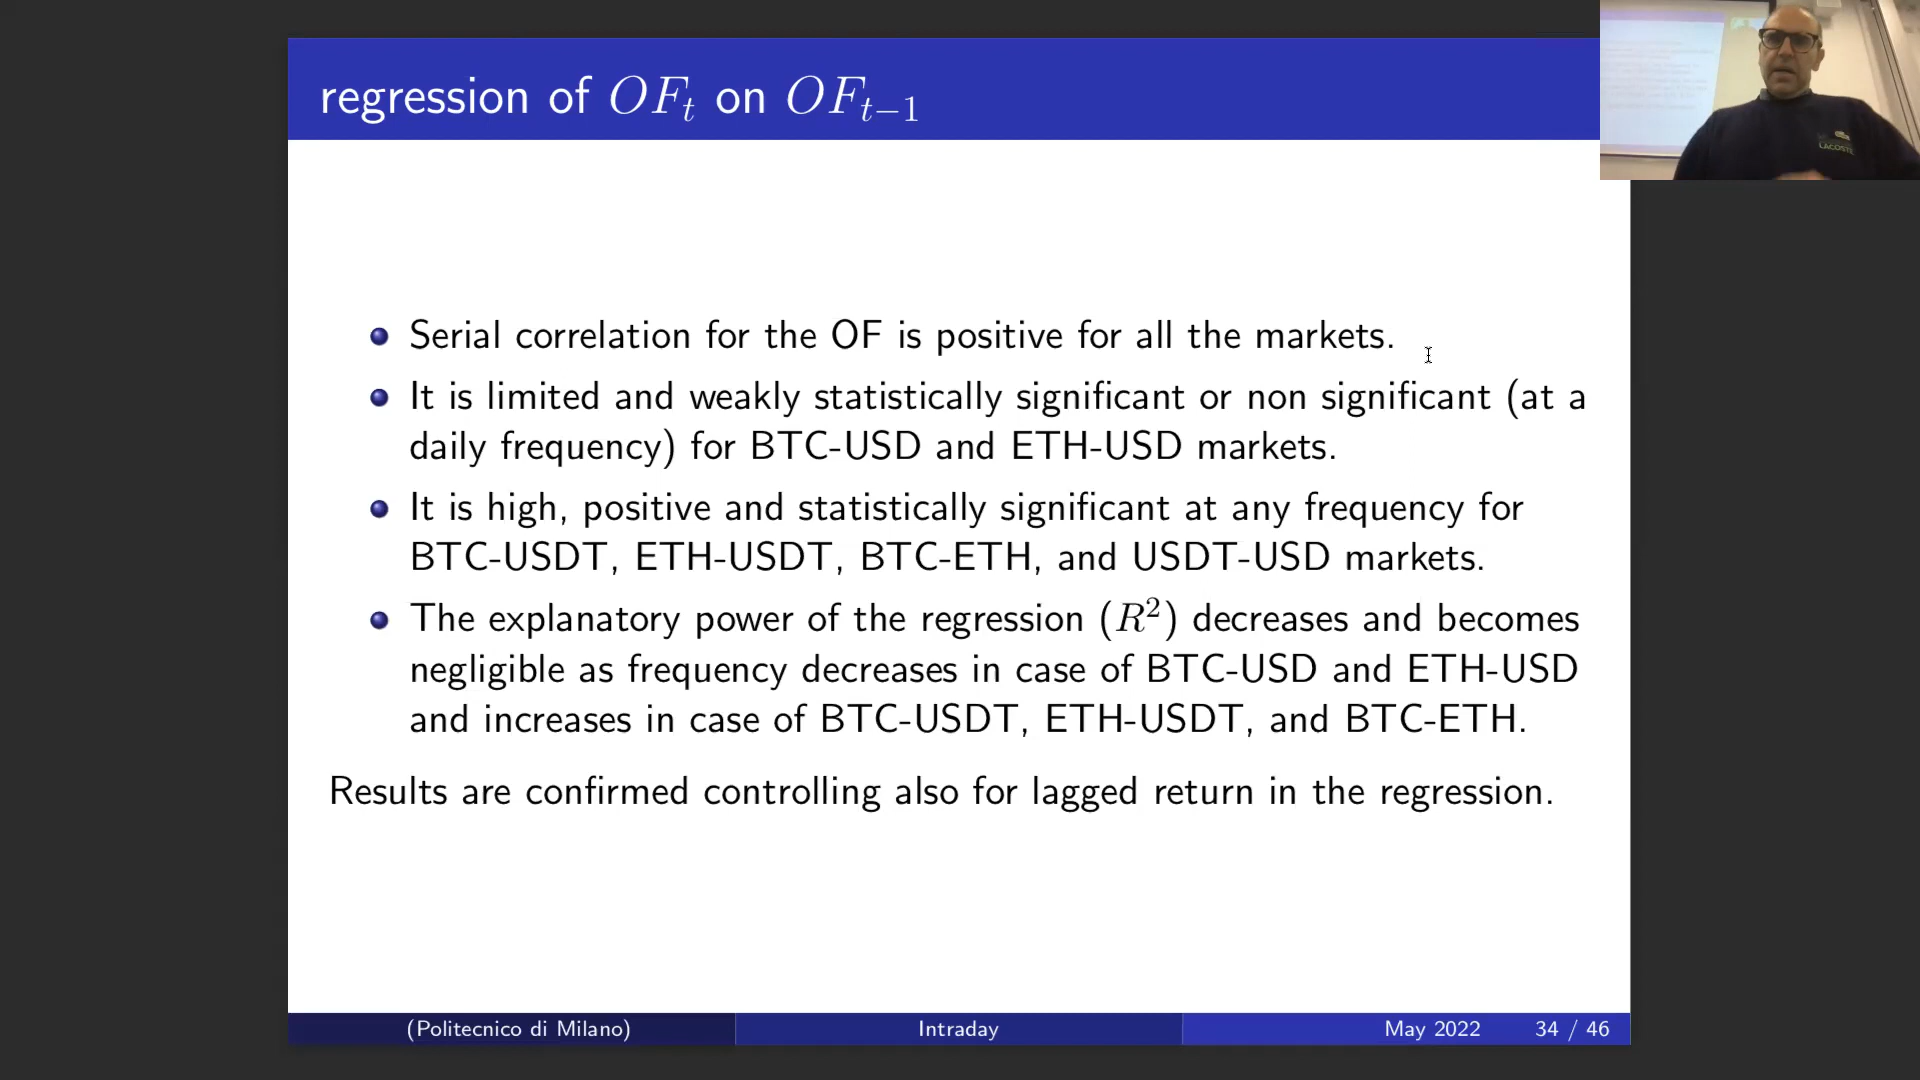 regression of OFₜ on OFₜ₋₁
Serial correlation for the OF is positive for all the markets.
It is limited and weakly statistically significant or non significant (at a
daily frequency) for BTC-USD and ETH-USD markets.
It is high, positive and statistically significant at any frequency for
BTC-USDT, ETH-USDT, BTC-ETH, and USDT-USD markets.
The explanatory power of the regression (R²) decreases and becomes
negligible as frequency decreases in case of BTC-USD and ETH-USD
and increases in case of BTC-USDT, ETH-USDT, and BTC-ETH.
Results are confirmed controlling also for lagged return in the regression.
(Politecnico di Milano) Intraday May 2022 34 / 46
LACOSTE